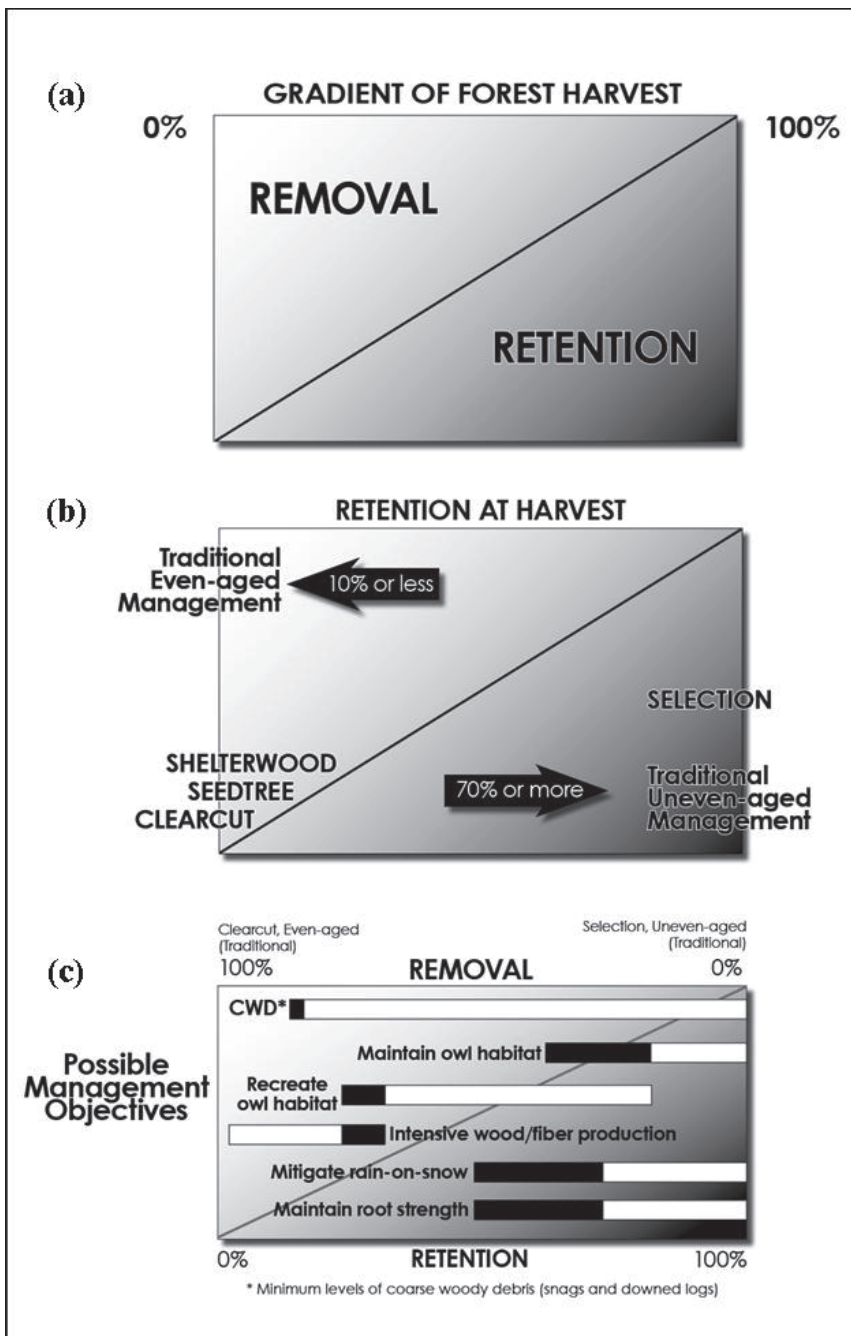 (a)
GRADIENT OF FOREST HARVEST
0%
100%
REMOVAL
RETENTION
(b)
RETENTION AT HARVEST
Traditional
Even-aged
Management
10% or less
SELECTION
SHELTERWOOD
SEEDTREE
CLEARCUT
70% or more
Traditional
Uneven-aged
Management
Clearcut, Even-aged
(Traditional)
Selection, Uneven-aged
(Traditional)
(c)
100%
REMOVAL
0%
CWD*
Possible
Management
Objectives
Maintain owl habitat
Recreate
owl habitat
Intensive wood/fiber production
Mitigate rain-on-snow
Maintain root strength
0%
RETENTION
100%
* Minimum levels of coarse woody debris (snags and downed logs)